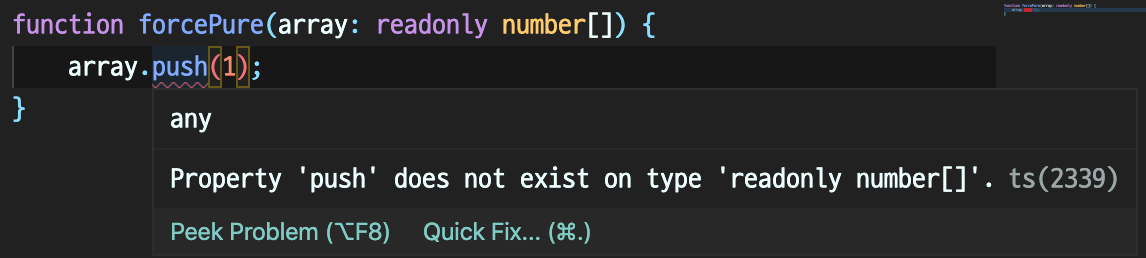 function forcePure(array: readonly number[]) {
    array.push(1);
}
any
Property 'push' does not exist on type 'readonly number[]'. ts(2339)
Peek Problem (⌥F8) Quick Fix... (⌘.)